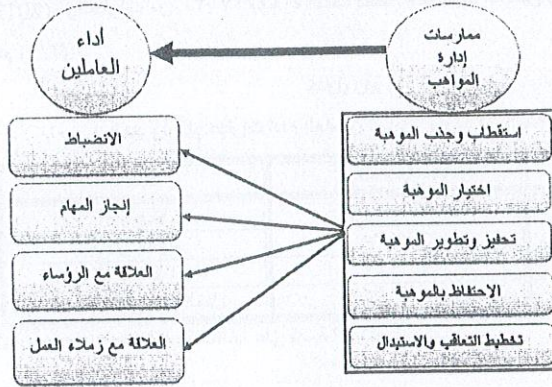 ممارسات
إدارة
المواهب
أداء
العاملين
استقطاب وجذب الموهبة
اختيار الموهبة
تحفيز وتطوير الموهبة
الاحتفاظ بالموهبة
تخطيط التعاقب والاستبدال
الانضباط
إنجاز المهام
العلاقة مع الرؤساء
العلاقة مع زملاء العمل